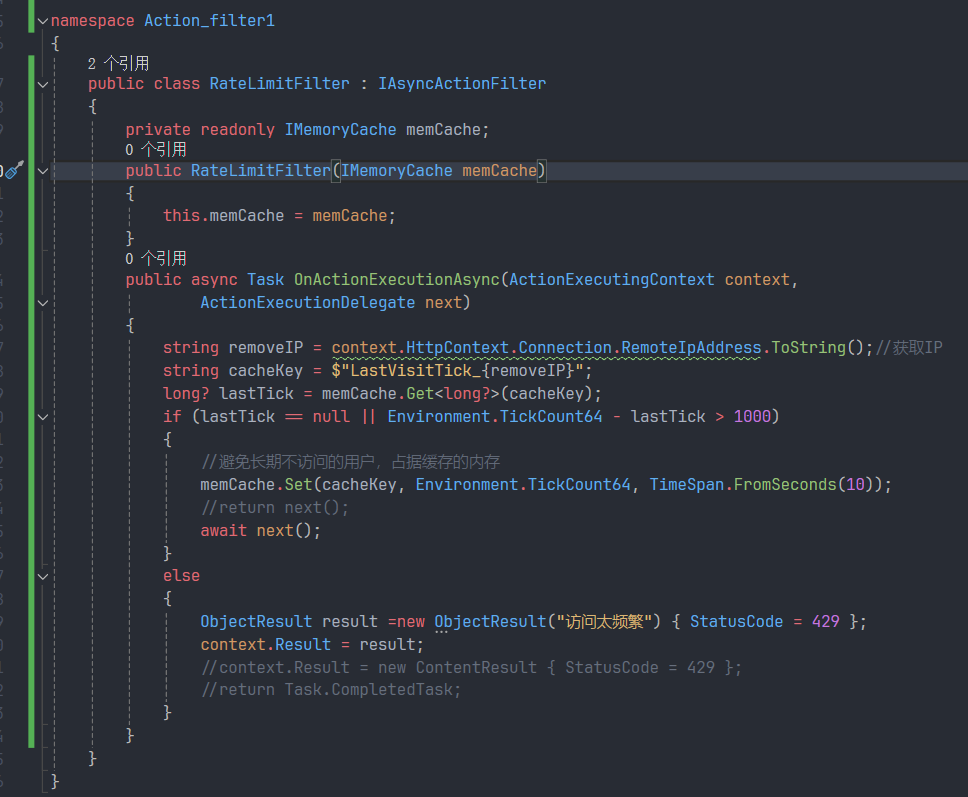 namespace Action_filter1
{
2 个引用
public class RateLimitFilter : IAsyncActionFilter
{
private readonly IMemoryCache memCache;
0 个引用
public RateLimitFilter(IMemoryCache memCache)
{
this.memCache = memCache;
}
0 个引用
public async Task OnActionExecutionAsync(ActionExecutingContext context,
ActionExecutionDelegate next)
{
string removeIP = context.HttpContext.Connection.RemoteIpAddress.ToString();//获取IP
string cacheKey = $"LastVisitTick_{removeIP}";
long? lastTick = memCache.Get<long?>(cacheKey);
if (lastTick == null || Environment.TickCount64 - lastTick > 1000)
{
//避免长期不访问的用户，占据缓存的内存
memCache.Set(cacheKey, Environment.TickCount64, TimeSpan.FromSeconds(10));
//return next();
await next();
}
else
{
ObjectResult result =new ObjectResult("访问太频繁") { StatusCode = 429 };
context.Result = result;
//context.Result = new ContentResult { StatusCode = 429 };
//return Task.CompletedTask;
}
}
}
}